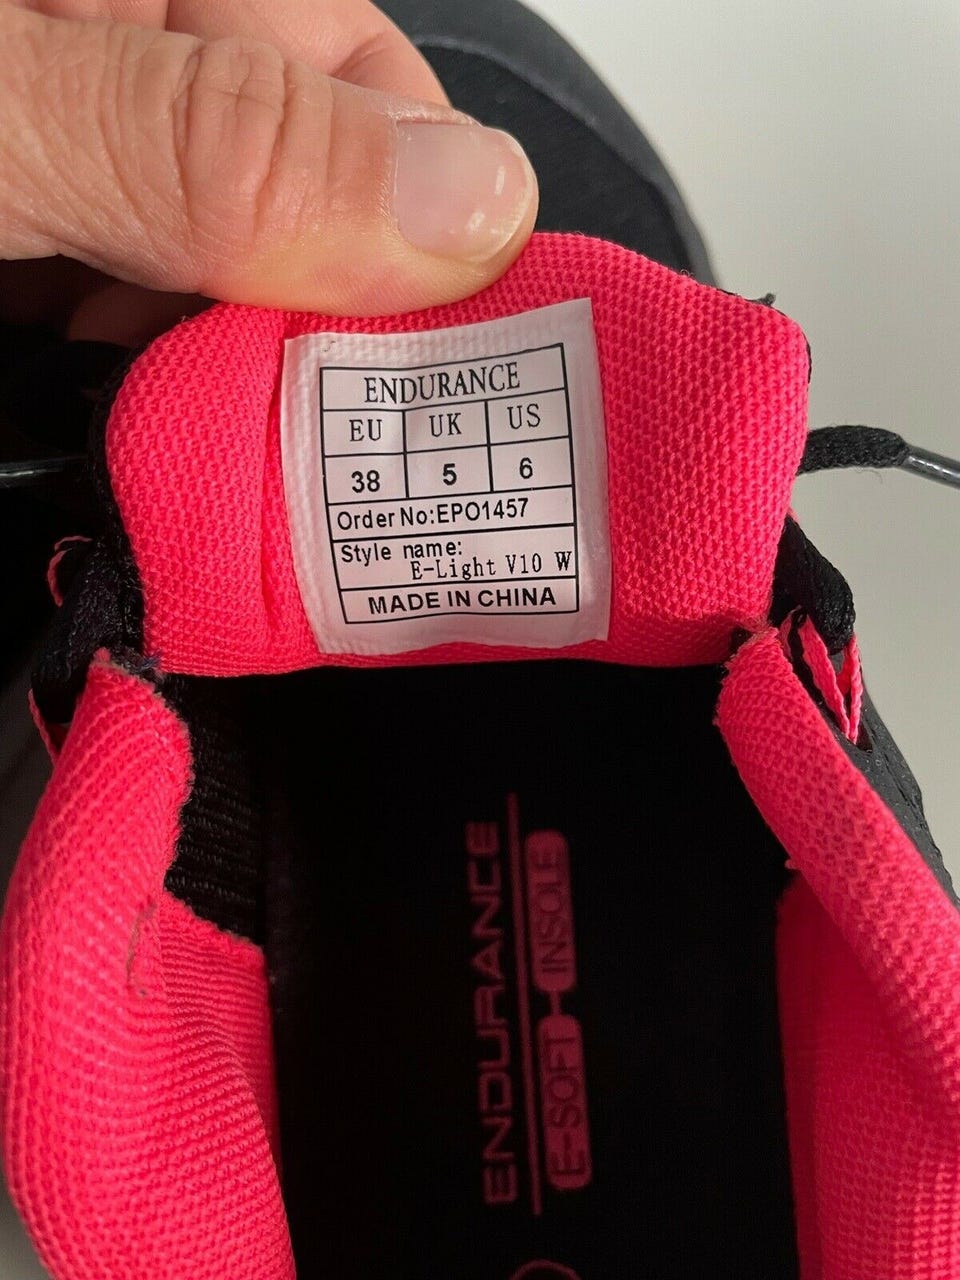 ENDURANCE
EU UK US
38 5 6
Order No:EPO1457
Style name:
E-Light V10 W
MADE IN CHINA
ENDURANCE
E-SOFT INSOLE